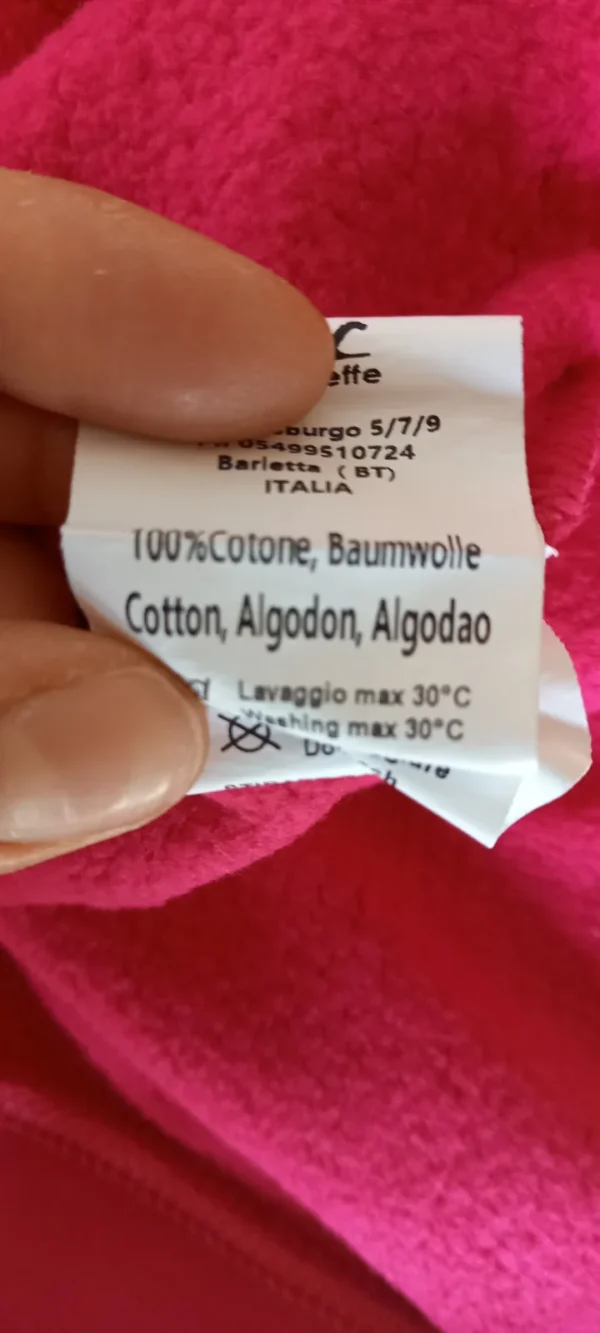 effe
burgo 5/7/9
05499510724
Barletta ( BT)
ITALIA
100%Cotone, Baumwolle
Cotton, Algodon, Algodao
Lavaggio max 30°C
Washing max 30°C